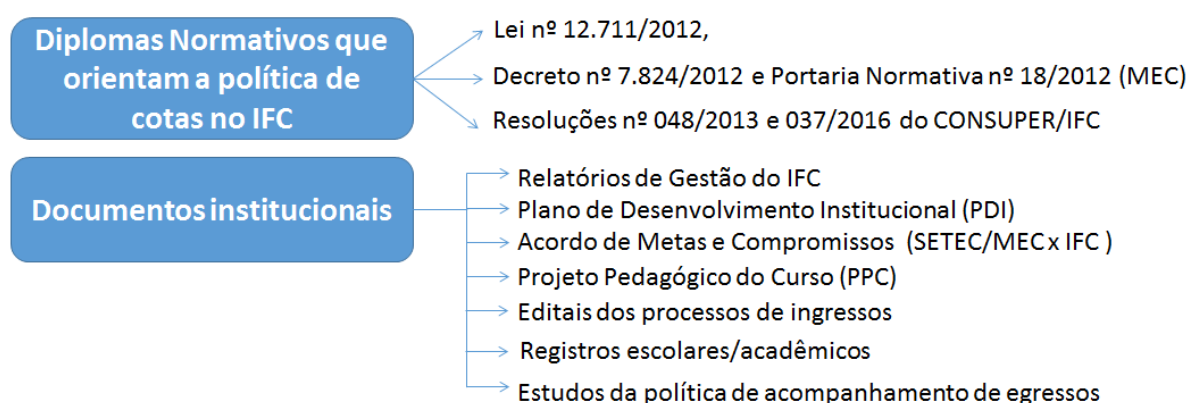 Diplomas Normativos que
orientam a política de
cotas no IFC
Lei nº 12.711/2012,
Decreto nº 7.824/2012 e Portaria Normativa nº 18/2012 (MEC)
Resoluções nº 048/2013 e 037/2016 do CONSUPER/IFC
Documentos institucionais
Relatórios de Gestão do IFC
Plano de Desenvolvimento Institucional (PDI)
Acordo de Metas e Compromissos (SETEC/MEC x IFC )
Projeto Pedagógico do Curso (PPC)
Editais dos processos de ingressos
Registros escolares/acadêmicos
Estudos da política de acompanhamento de egressos